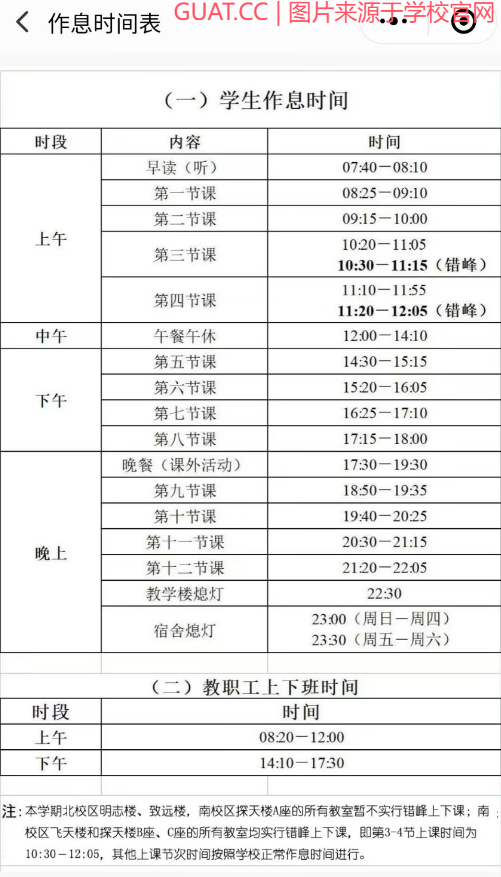 GUAT.CC | 图片来源于学校官网
作息时间表
（一）学生作息时间
时段 内容 时间
上午
早读（听） 07:40－08:10
第一节课 08:25－09:10
第二节课 09:15－10:00
第三节课 10:20－11:05
10:30－11:15（错峰）
第四节课 11:10－11:55
11:20－12:05（错峰）
中午 午餐午休 12:00－14:10
下午
第五节课 14:30－15:15
第六节课 15:20－16:05
第七节课 16:25－17:10
第八节课 17:15－18:00
晚上
晚餐（课外活动） 17:30－19:30
第九节课 18:50－19:35
第十节课 19:40－20:25
第十一节课 20:30－21:15
第十二节课 21:20－22:05
教学楼熄灯 22:30
宿舍熄灯 23:00（周日－周四）
23:30（周五－周六）
（二）教职工上下班时间
时段 时间
上午 08:20－12:00
下午 14:10－17:30
注：本学期北校区明志楼、致远楼，南校区探天楼A座的所有教室暂不实行错峰上下课；南
校区飞天楼和探天楼B座、C座的所有教室均实行错峰上下课，即第3-4节上课时间为
10:30－12:05，其他上课节次时间按照学校正常作息时间进行。